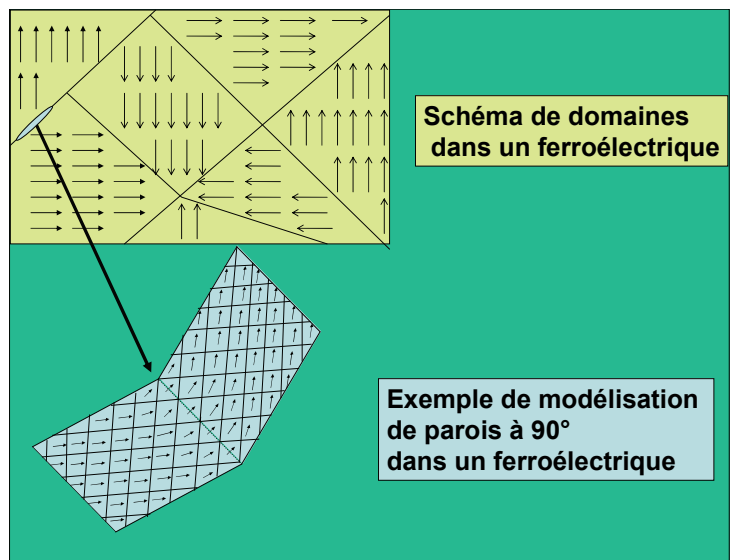 Schéma de domaines
dans un ferroélectrique
Exemple de modélisation
de parois à 90°
dans un ferroélectrique